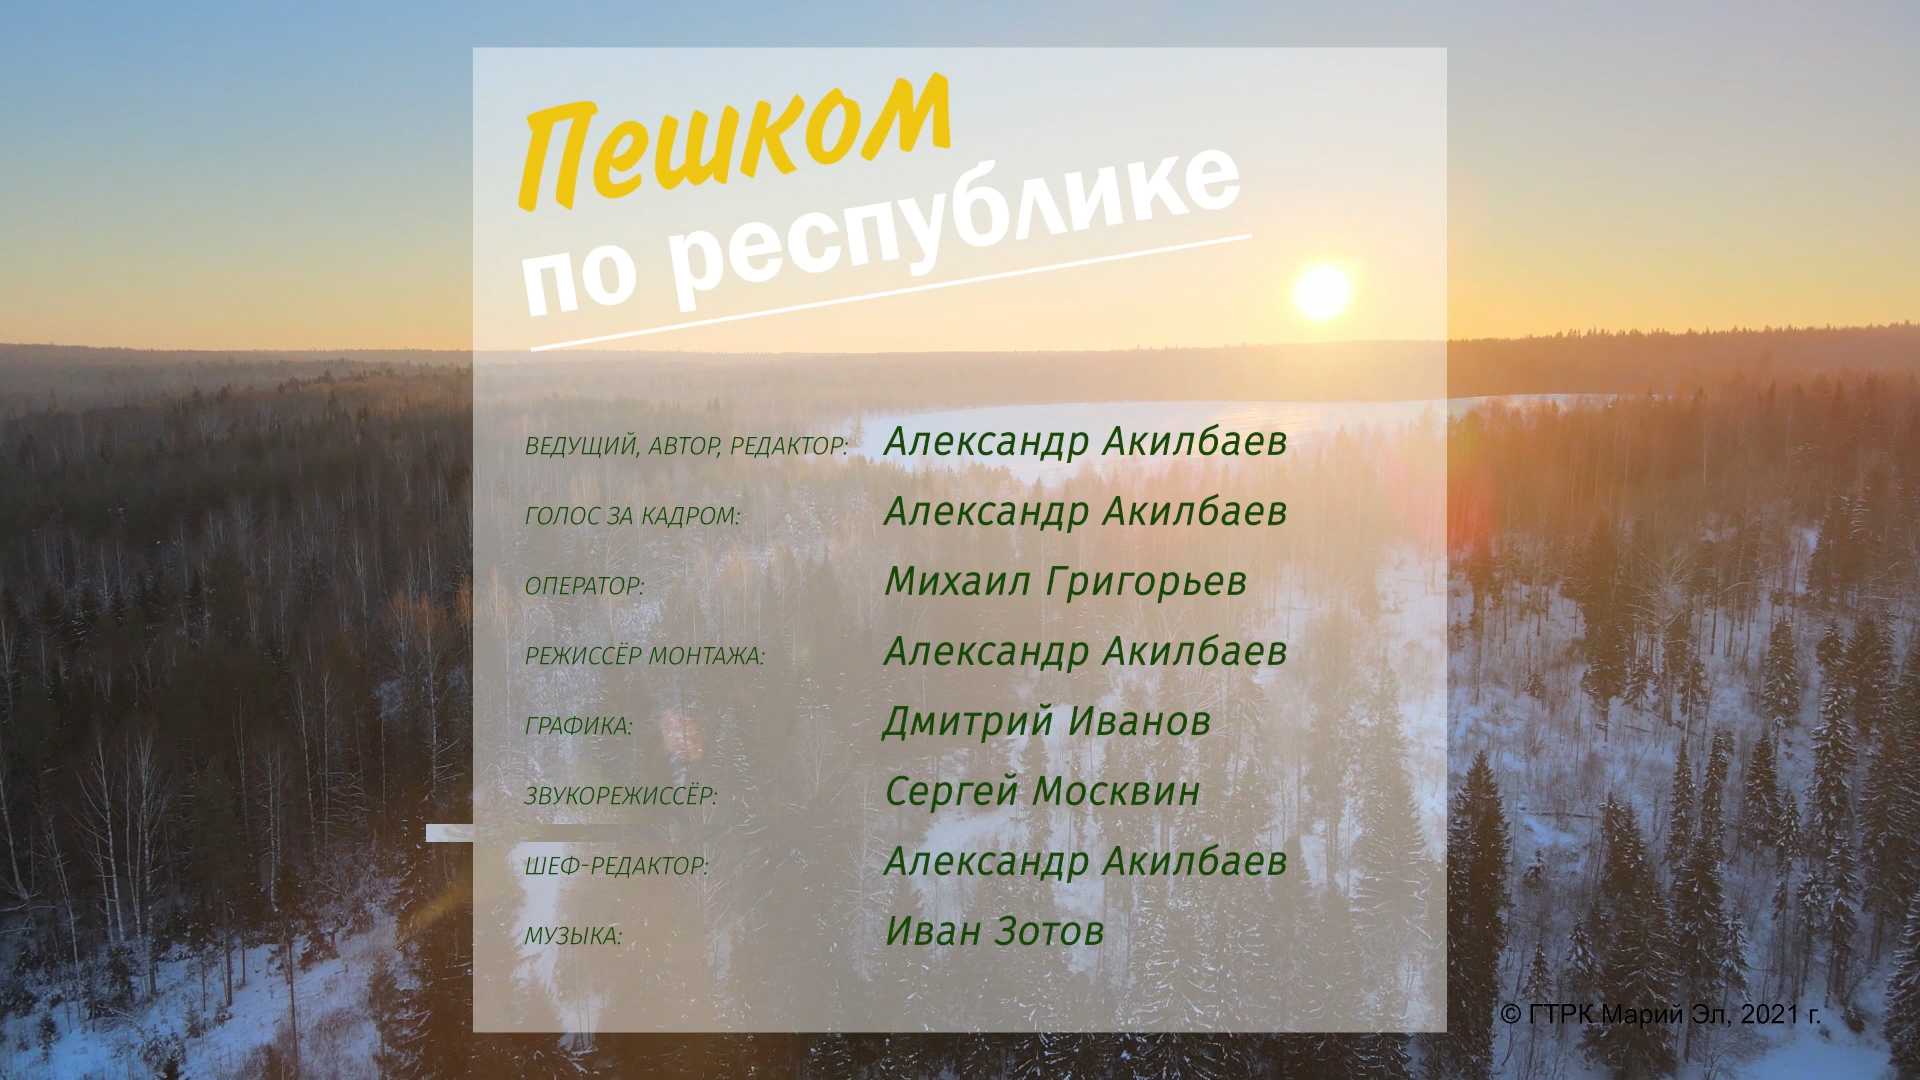 Пешком
по республике
ВЕДУЩИЙ, АВТОР, РЕДАКТОР: Александр Акилбаев
ГОЛОС ЗА КАДРОМ: Александр Акилбаев
ОПЕРАТОР: Михаил Григорьев
РЕЖИССЁР МОНТАЖА: Александр Акилбаев
ГРАФИКА: Дмитрий Иванов
ЗВУКОРЕЖИССЁР: Сергей Москвин
ШЕФ-РЕДАКТОР: Александр Акилбаев
МУЗЫКА: Иван Зотов
© ГТРК Марий Эл, 2021 г.